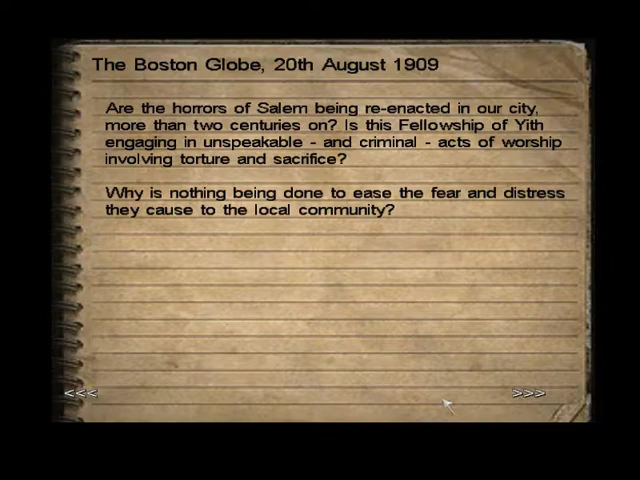 The Boston Globe, 20th August 1909
Are the horrors of Salem being re-enacted in our city,
more than two centuries on? Is this Fellowship of Yith
engaging in unspeakable - and criminal - acts of worship
involving torture and sacrifice?
Why is nothing being done to ease the fear and distress
they cause to the local community?
<<< >>>